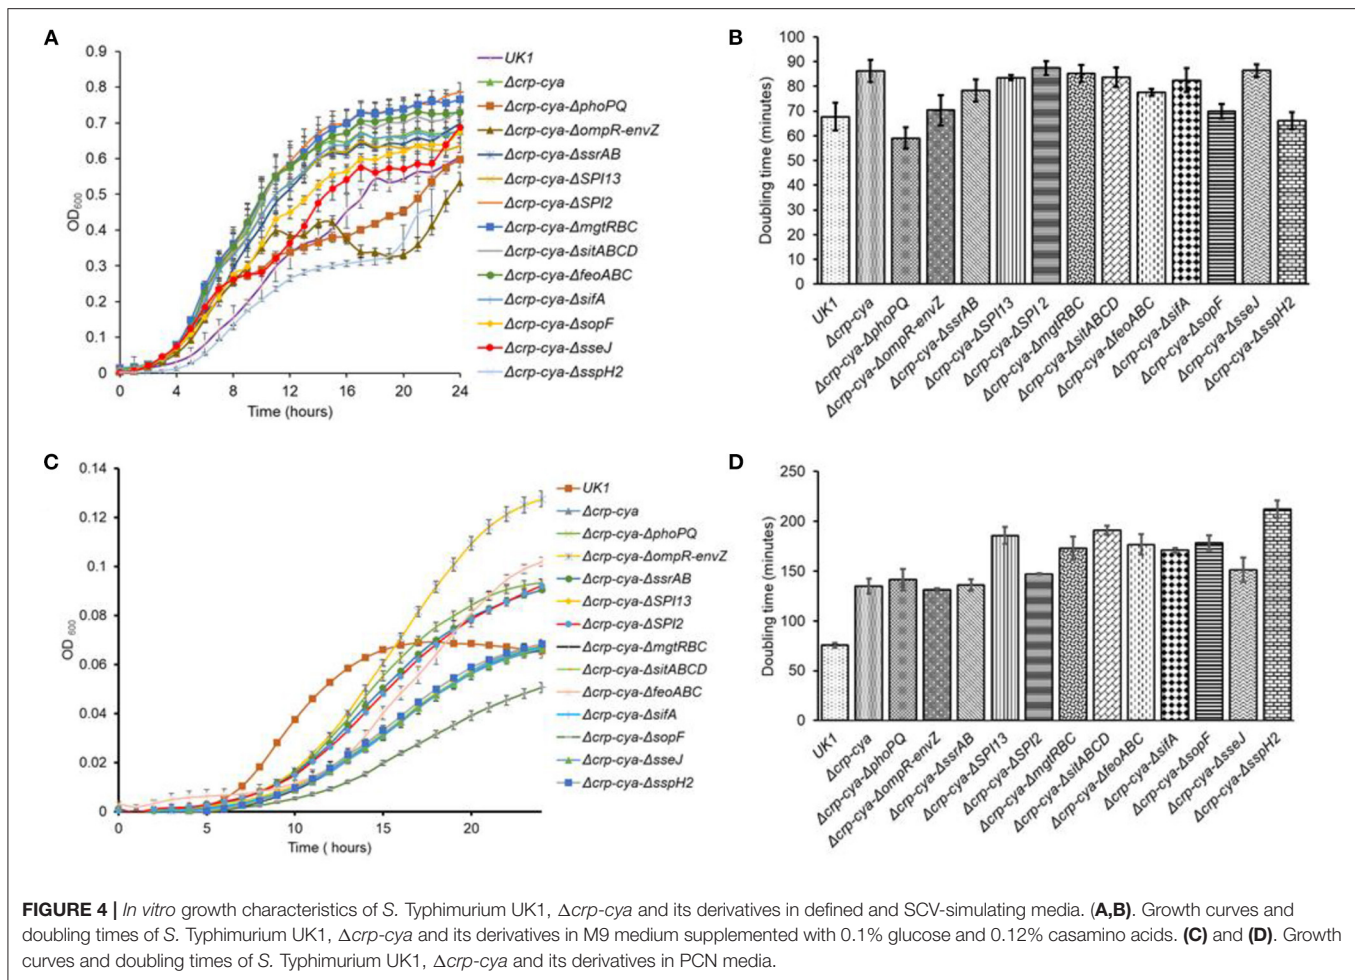 A
0.9
0.8
0.7
0.6
0.5
0.4
0.3
0.2
0.1
0
OD600
0
4
8
12
16
20
24
Time (hours)
UK1
Δcrp-cya
Δcrp-cya-ΔphoPQ
Δcrp-cya-ΔompR-envZ
Δcrp-cya-ΔssrAB
Δcrp-cya-ΔSPI13
Δcrp-cya-ΔSPI2
Δcrp-cya-ΔmgtRBC
Δcrp-cya-ΔsitABCD
Δcrp-cya-ΔfeoABC
Δcrp-cya-ΔsifA
Δcrp-cya-ΔsopF
Δcrp-cya-ΔsseJ
Δcrp-cya-ΔsspH2
B
100
90
80
70
60
50
40
30
20
10
0
Doubling time (minutes)
UK1
Δcrp-cya
Δcrp-cya-ΔphoPQ
Δcrp-cya-ΔompR-envZ
Δcrp-cya-ΔssrAB
Δcrp-cya-ΔSPI13
Δcrp-cya-ΔSPI2
Δcrp-cya-ΔmgtRBC
Δcrp-cya-ΔsitABCD
Δcrp-cya-ΔfeoABC
Δcrp-cya-ΔsifA
Δcrp-cya-ΔsopF
Δcrp-cya-ΔsseJ
Δcrp-cya-ΔsspH2
C
0.14
0.12
0.1
0.08
0.06
0.04
0.02
0
OD600
0
5
10
15
20
Time ( hours)
UK1
Δcrp-cya
Δcrp-cya-ΔphoPQ
Δcrp-cya-ΔompR-envZ
Δcrp-cya-ΔssrAB
Δcrp-cya-ΔSPI13
Δcrp-cya-ΔSPI2
Δcrp-cya-ΔmgtRBC
Δcrp-cya-ΔsitABCD
Δcrp-cya-ΔfeoABC
Δcrp-cya-ΔsifA
Δcrp-cya-ΔsopF
Δcrp-cya-ΔsseJ
Δcrp-cya-ΔsspH2
D
250
200
150
100
50
0
Doubling time (minutes)
UK1
Δcrp-cya
Δcrp-cya-ΔphoPQ
Δcrp-cya-ΔompR-envZ
Δcrp-cya-ΔssrAB
Δcrp-cya-ΔSPI13
Δcrp-cya-ΔSPI2
Δcrp-cya-ΔmgtRBC
Δcrp-cya-ΔsitABCD
Δcrp-cya-ΔfeoABC
Δcrp-cya-ΔsifA
Δcrp-cya-ΔsopF
Δcrp-cya-ΔsseJ
Δcrp-cya-ΔsspH2
FIGURE 4 | In vitro growth characteristics of S. Typhimurium UK1, Δcrp-cya and its derivatives in defined and SCV-simulating media. (A,B). Growth curves and
doubling times of S. Typhimurium UK1, Δcrp-cya and its derivatives in M9 medium supplemented with 0.1% glucose and 0.12% casamino acids. (C) and (D). Growth
curves and doubling times of S. Typhimurium UK1, Δcrp-cya and its derivatives in PCN media.